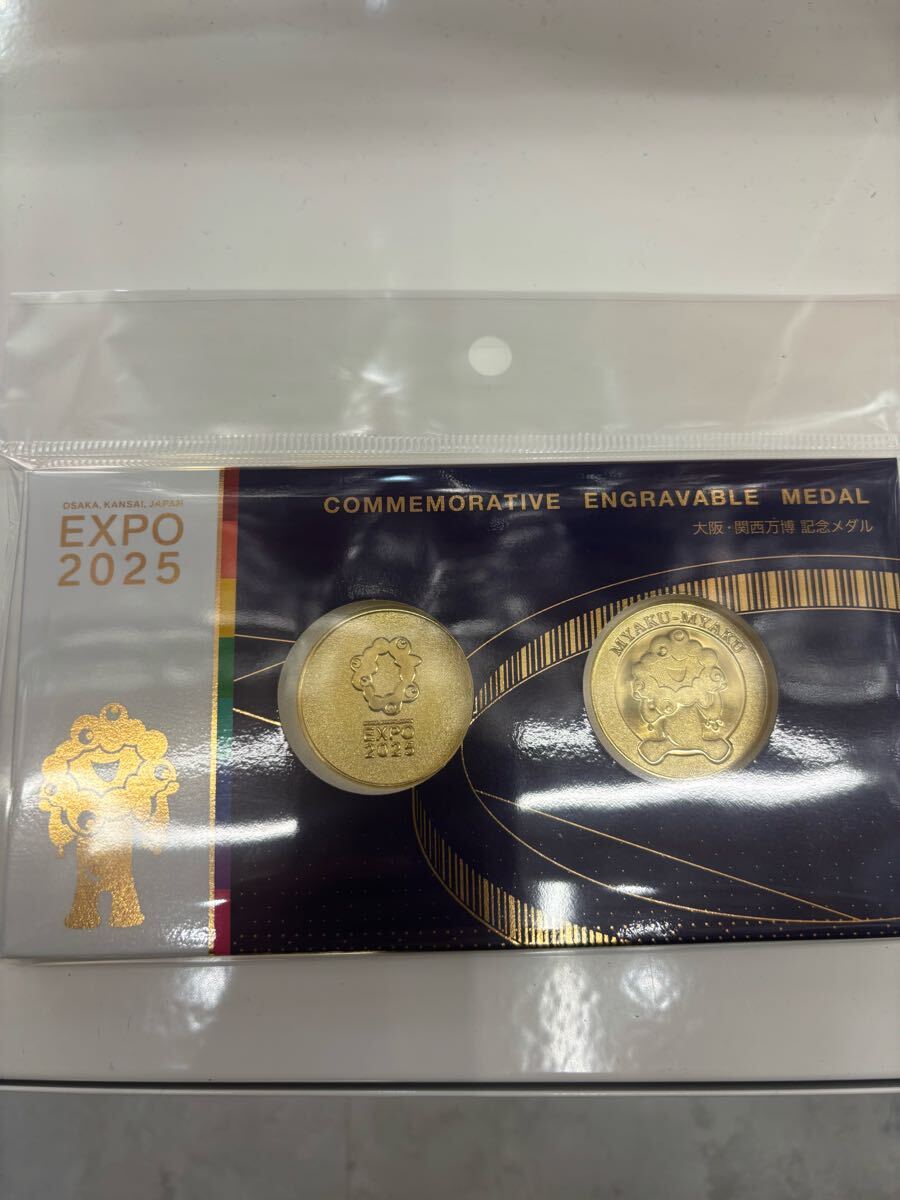 OSAKA, KANSAI, JAPAN
EXPO
2025
COMMEMORATIVE ENGRAVABLE MEDAL
大阪・関西万博 記念メダル
EXPO
2025
MYAKU-MYAKU